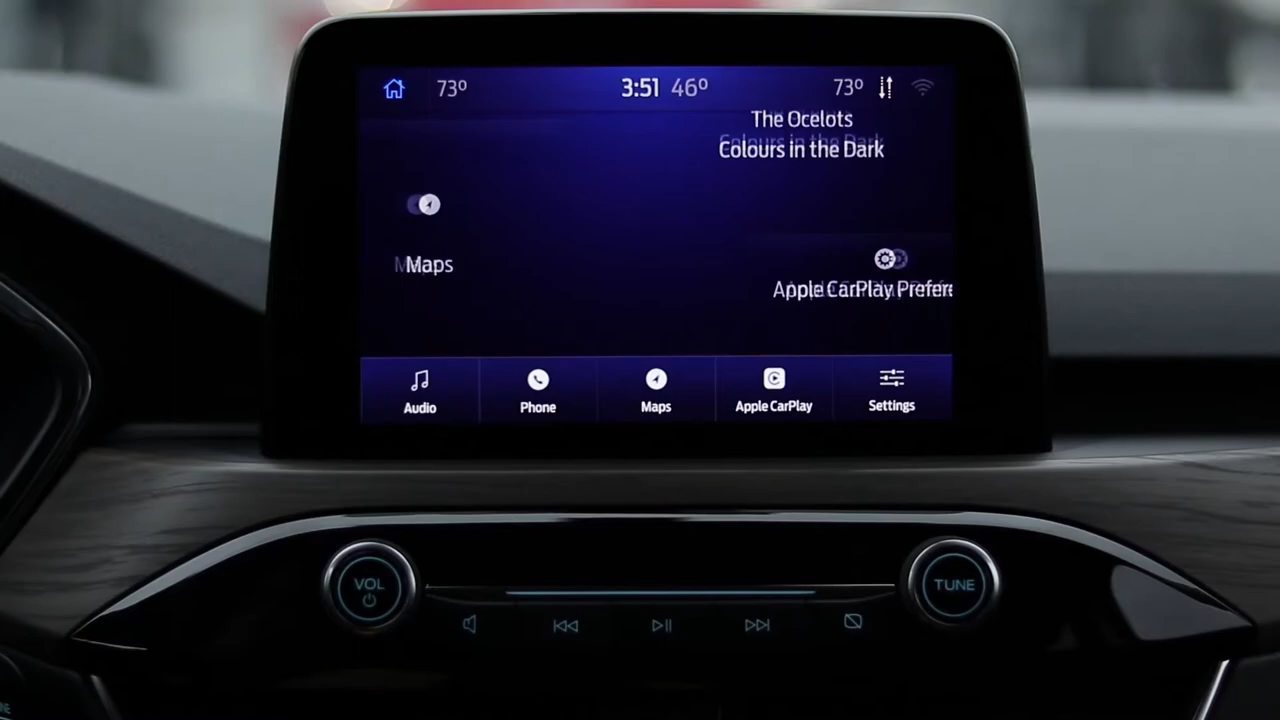 73° 3:51 46° 73°
The Ocelots
Colours in the Dark
Maps
Apple CarPlay Prefere
Audio Phone Maps Apple CarPlay Settings
VOL TUNE